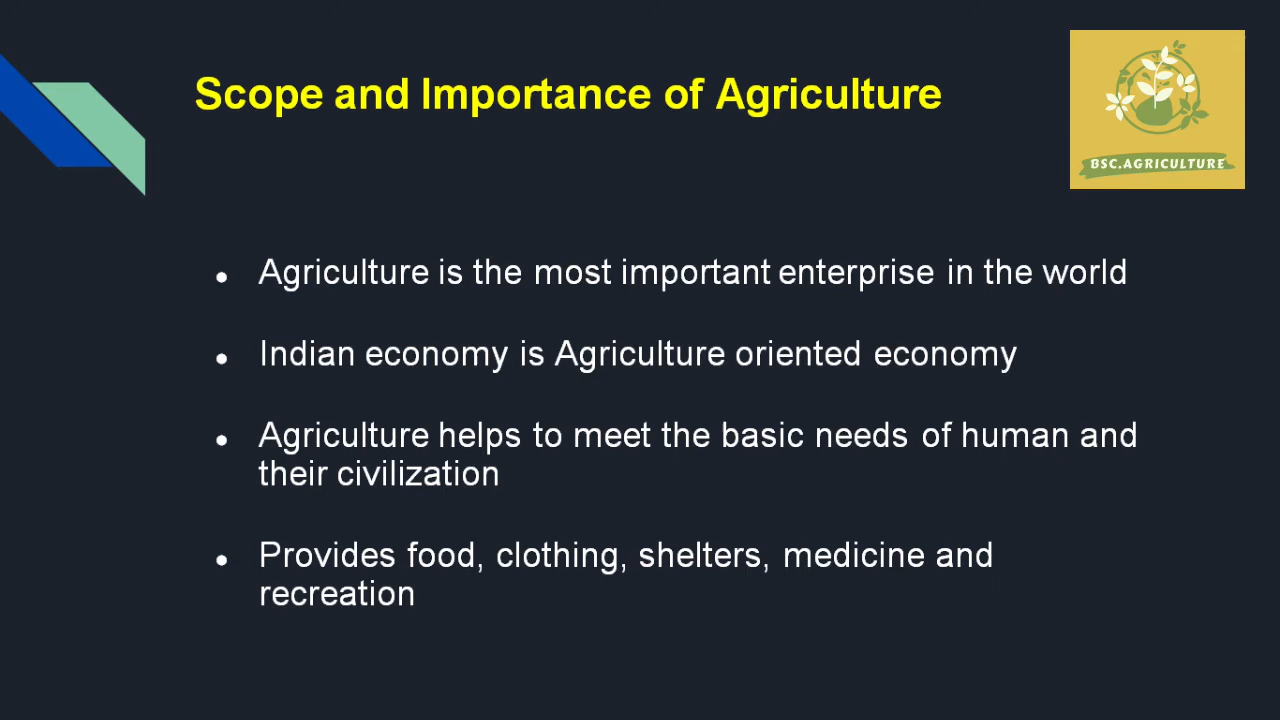 Scope and Importance of Agriculture
BSC.AGRICULTURE
● Agriculture is the most important enterprise in the world
● Indian economy is Agriculture oriented economy
● Agriculture helps to meet the basic needs of human and
their civilization
● Provides food, clothing, shelters, medicine and
recreation